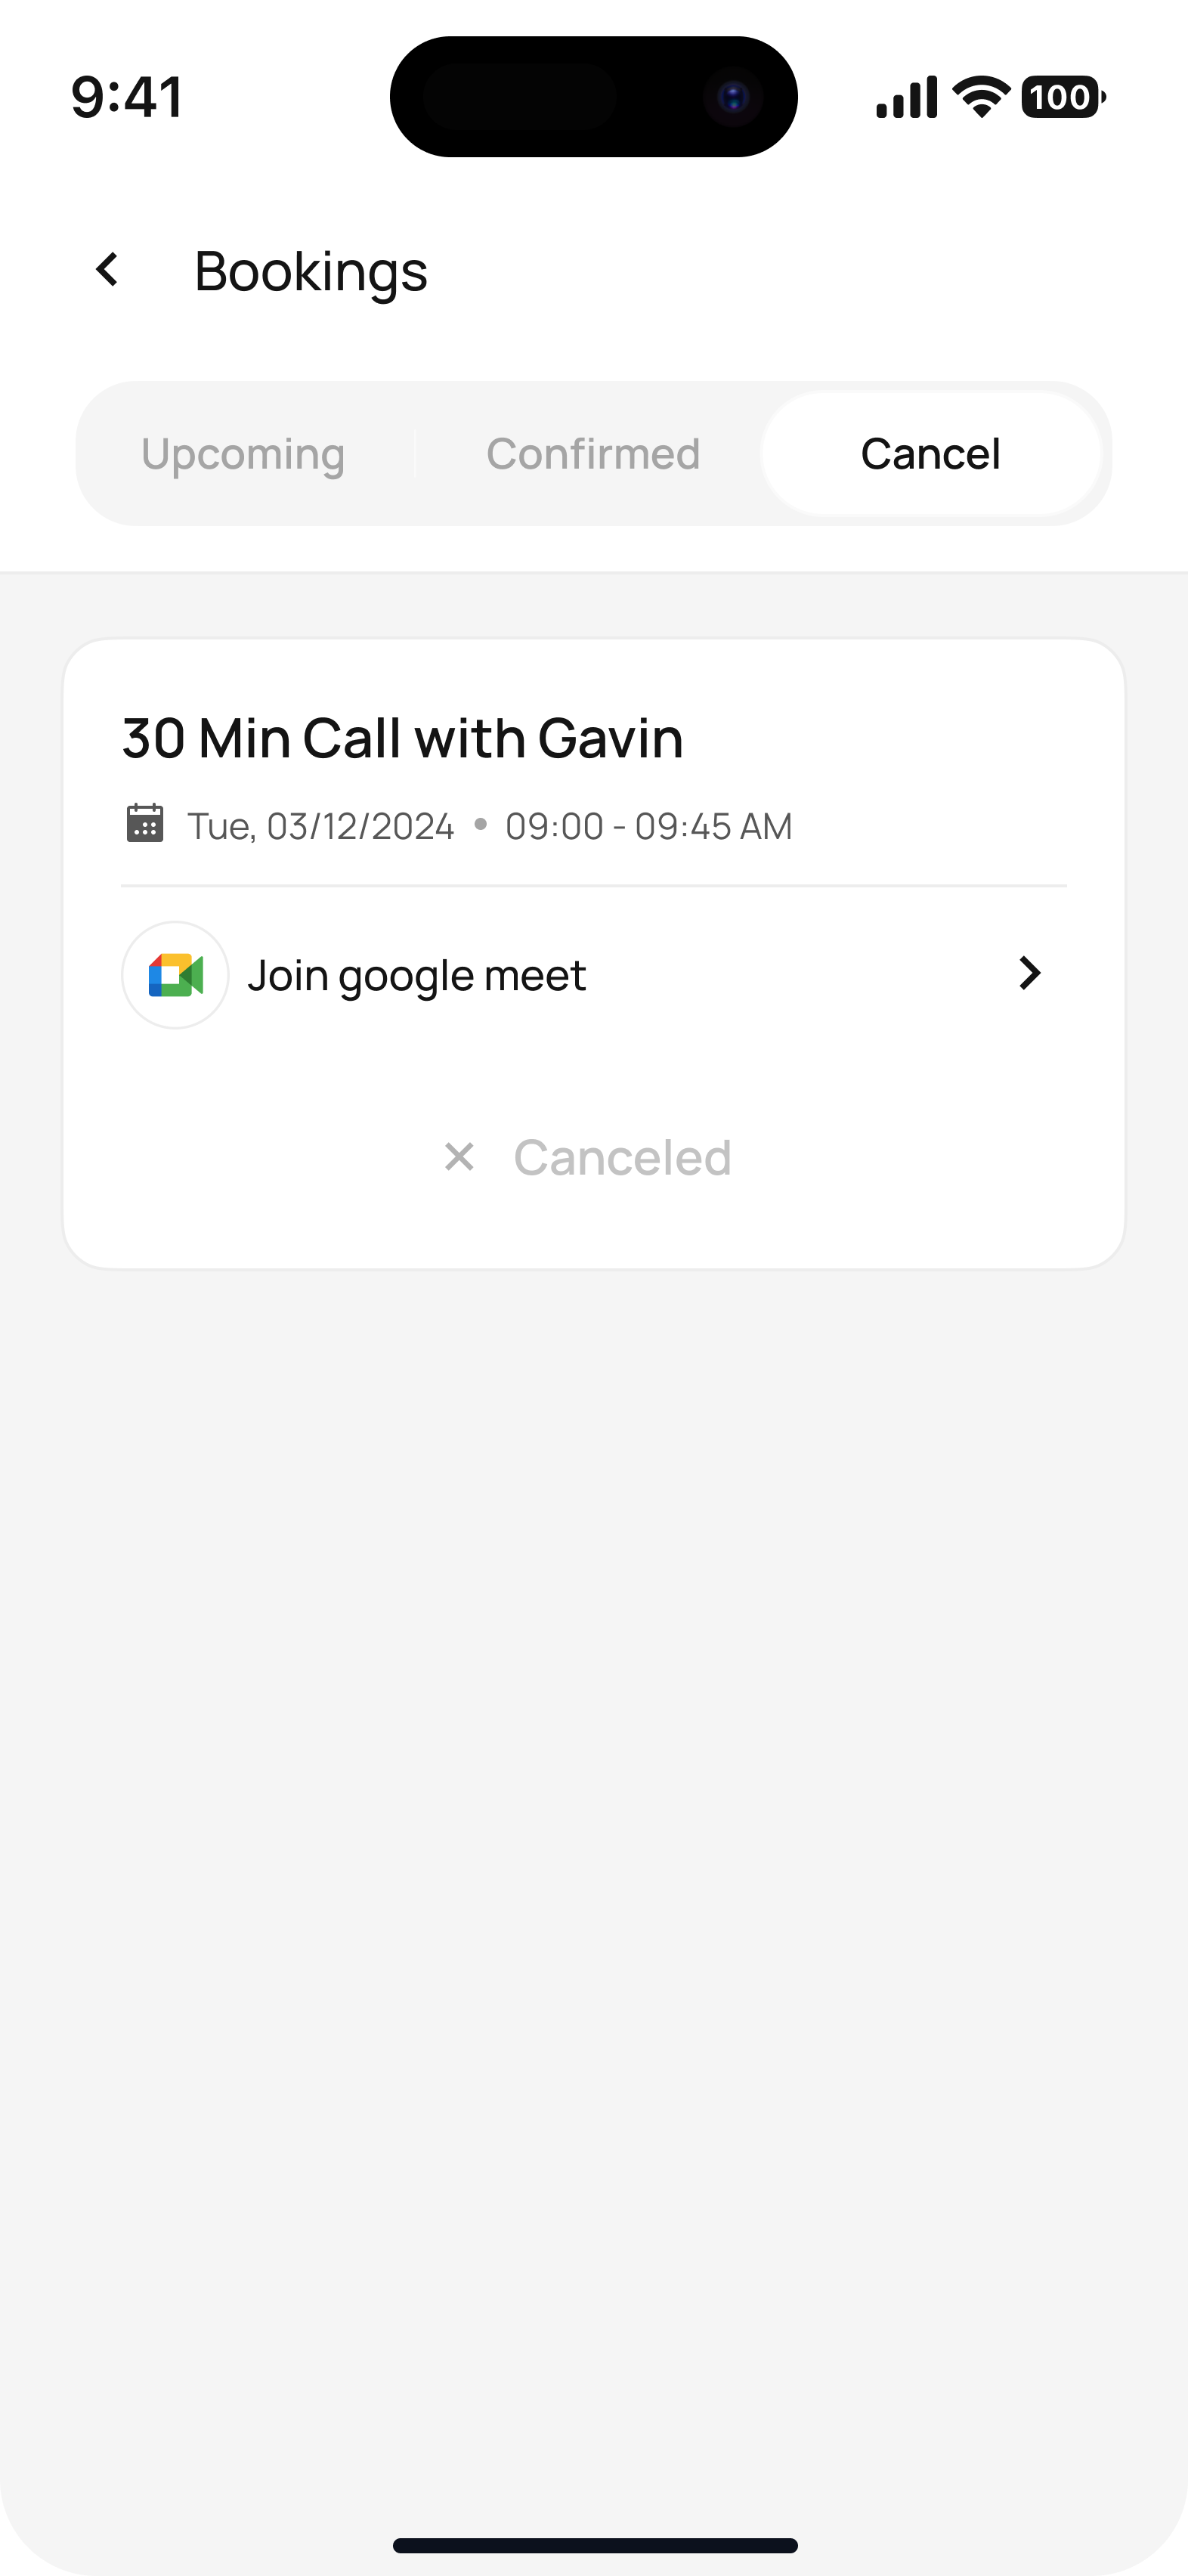 9:41
100
Bookings
Upcoming Confirmed Cancel
30 Min Call with Gavin
Tue, 03/12/2024 • 09:00 - 09:45 AM
Join google meet
Canceled